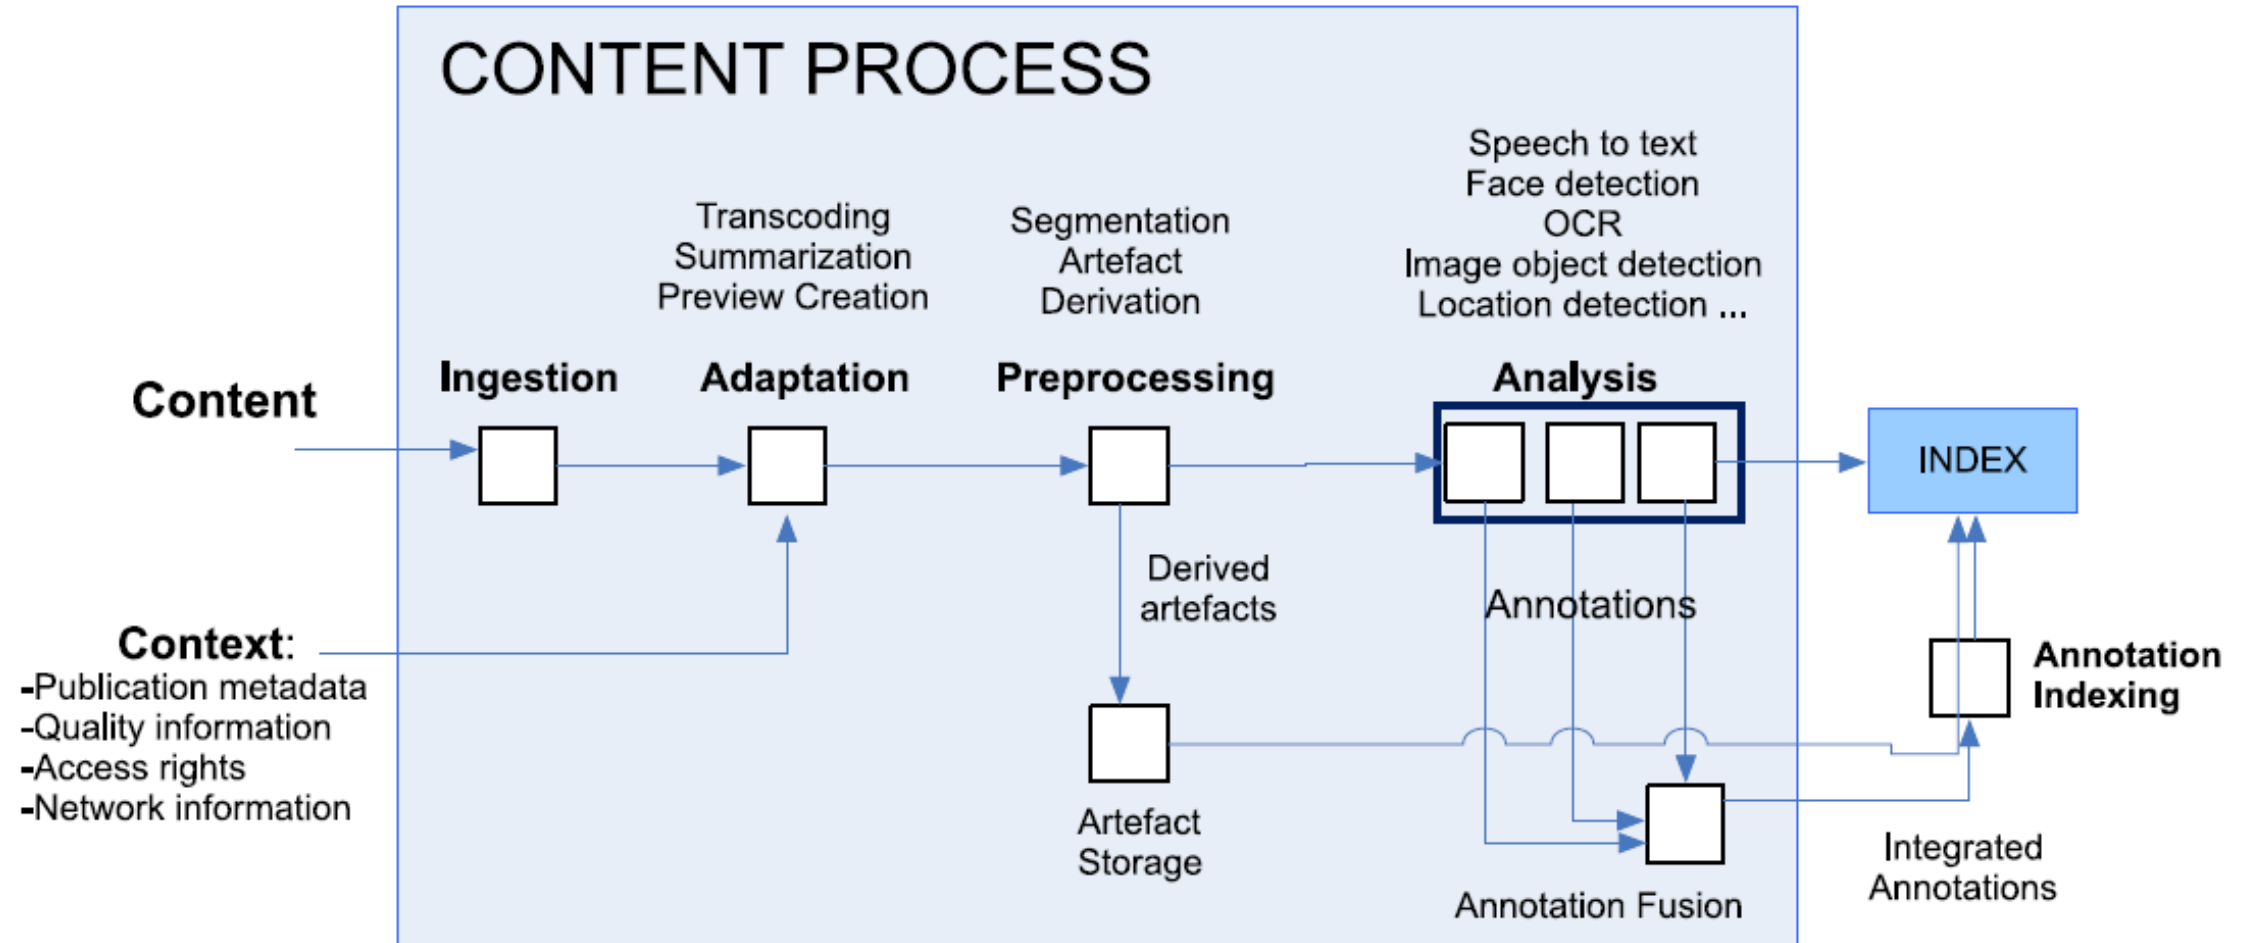 CONTENT PROCESS
Speech to text
Face detection
OCR
Image object detection
Location detection ...
Transcoding
Summarization
Preview Creation
Segmentation
Artefact
Derivation
Content
Ingestion
Adaptation
Preprocessing
Analysis
INDEX
Derived
artefacts
Annotations
Context:
-Publication metadata
-Quality information
-Access rights
-Network information
Annotation
Indexing
Artefact
Storage
Annotation Fusion
Integrated
Annotations